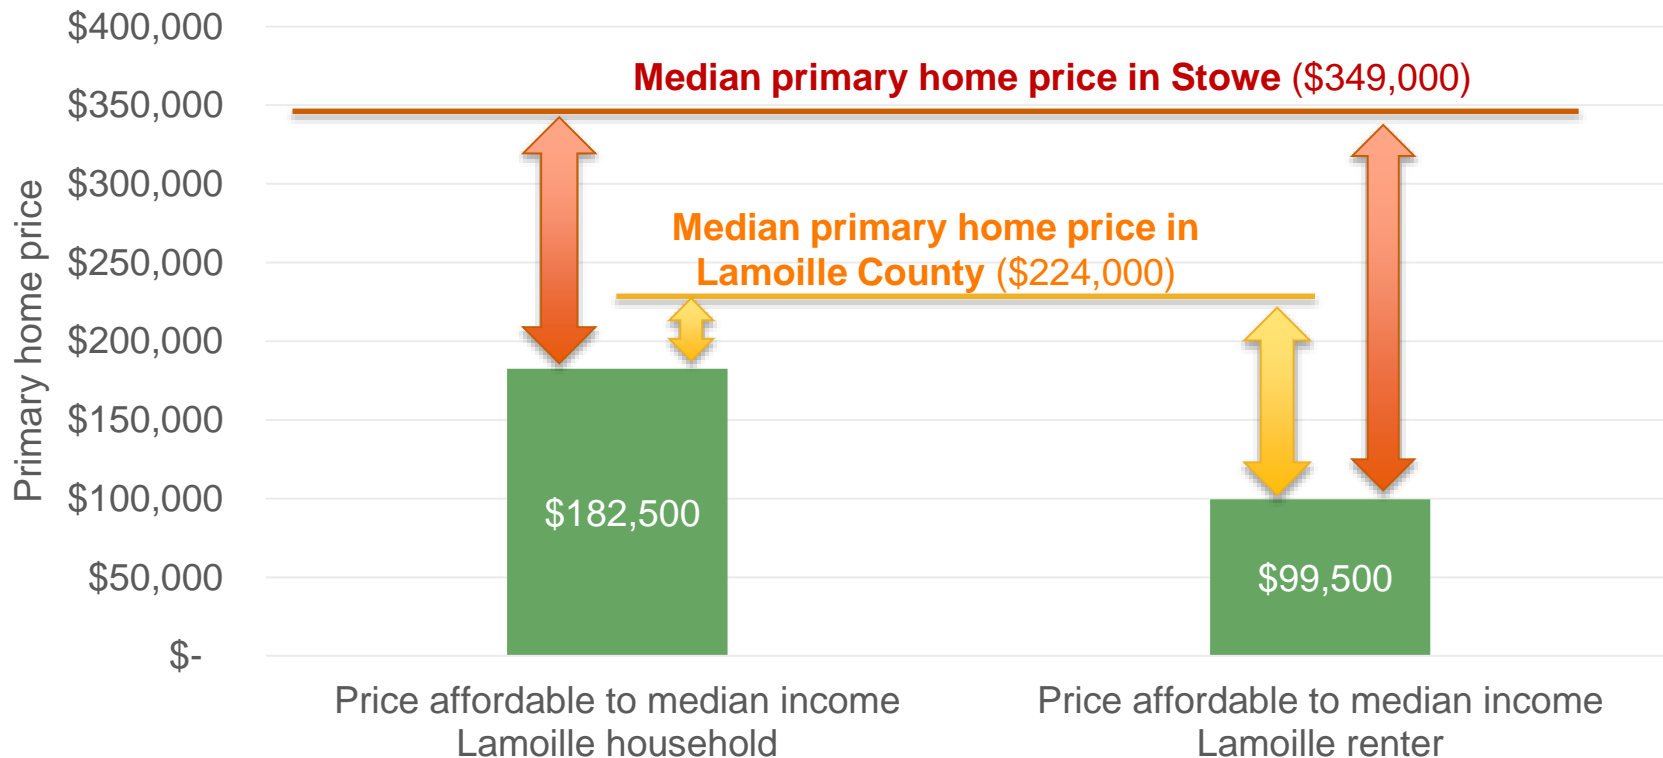 $400,000
$350,000
$300,000
$250,000
$200,000
$150,000
$100,000
$50,000
$-
Primary home price
Median primary home price in Stowe ($349,000)
Median primary home price in
Lamoille County ($224,000)
$182,500
$99,500
Price affordable to median income
Lamoille household
Price affordable to median income
Lamoille renter